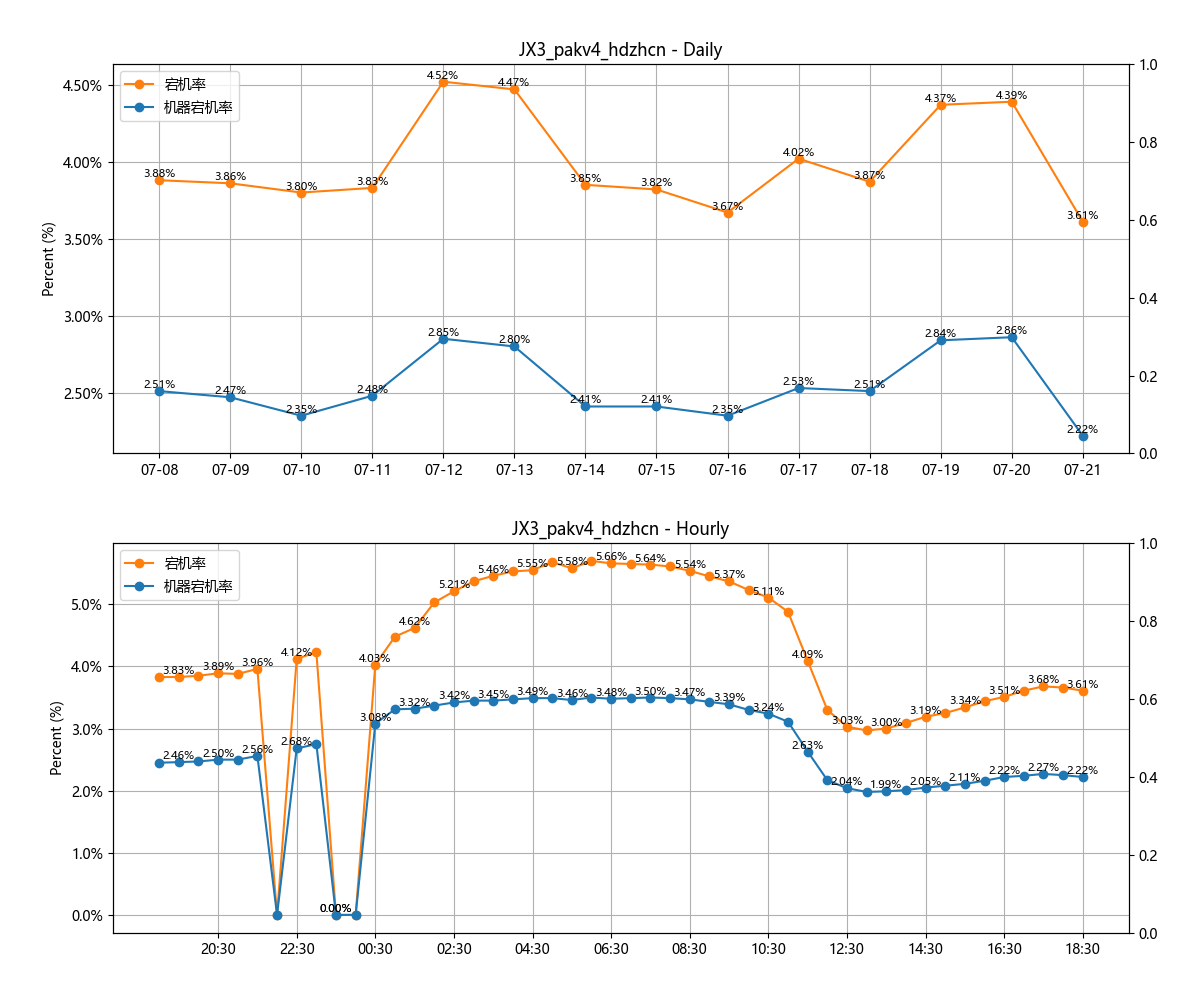 JX3_pakv4_hdzhcn - Daily
宕机率
机器宕机率
Percent (%)
4.50%
4.00%
3.50%
3.00%
2.50%
1.0
0.8
0.6
0.4
0.2
0.0
3.88% 3.86% 3.80% 3.83% 4.52% 4.47% 3.85% 3.82% 3.67% 4.02% 3.87% 4.37% 4.39% 3.61%
2.51% 2.47% 2.35% 2.48% 2.85% 2.80% 2.41% 2.41% 2.35% 2.53% 2.51% 2.84% 2.86% 2.22%
07-08 07-09 07-10 07-11 07-12 07-13 07-14 07-15 07-16 07-17 07-18 07-19 07-20 07-21
JX3_pakv4_hdzhcn - Hourly
宕机率
机器宕机率
Percent (%)
5.0%
4.0%
3.0%
2.0%
1.0%
0.0%
1.0
0.8
0.6
0.4
0.2
0.0
3.83% 3.89% 3.96% 4.12% 0.00% 4.03% 4.62% 5.21% 5.46% 5.55% 5.58% 5.66% 5.64% 5.54% 5.37% 5.11% 4.09% 3.03% 3.00% 3.19% 3.34% 3.51% 3.68% 3.61%
2.46% 2.50% 2.56% 2.68% 0.00% 3.08% 3.32% 3.42% 3.45% 3.49% 3.46% 3.48% 3.50% 3.47% 3.39% 3.24% 2.63% 2.04% 1.99% 2.05% 2.11% 2.22% 2.27% 2.22%
20:30 22:30 00:30 02:30 04:30 06:30 08:30 10:30 12:30 14:30 16:30 18:30